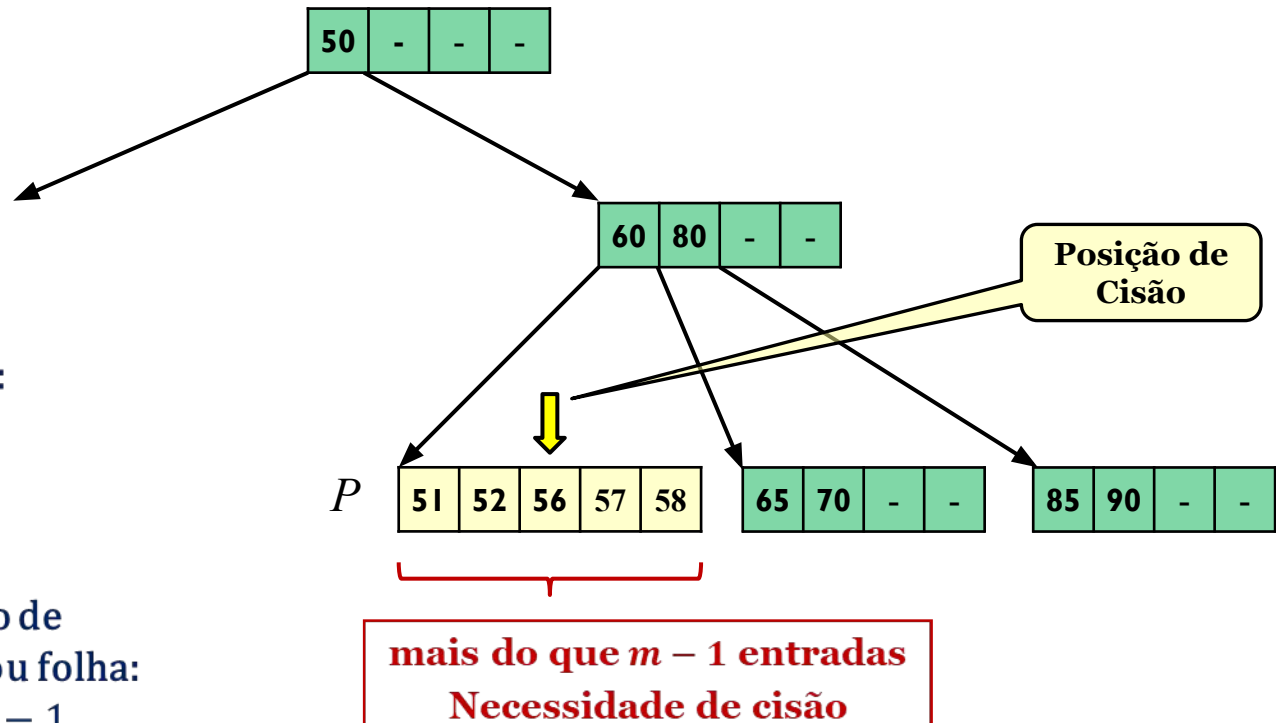 50 - - -
60 80 - -
Posição de
Cisão
:
P 51 52 56 57 58
65 70 - -
85 90 - -
o de
ou folha:
− 1
mais do que m − 1 entradas
Necessidade de cisão